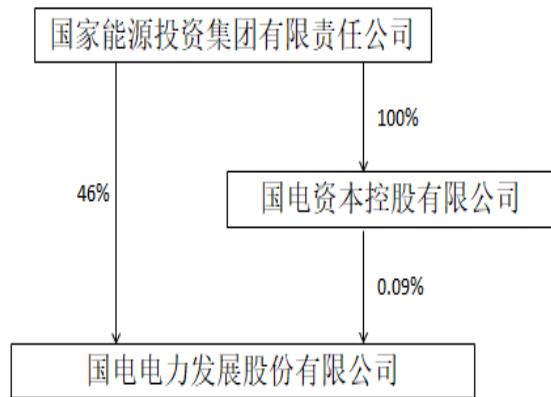 国家能源投资集团有限责任公司
100%
国电资本控股有限公司
46%
0.09%
国电电力发展股份有限公司